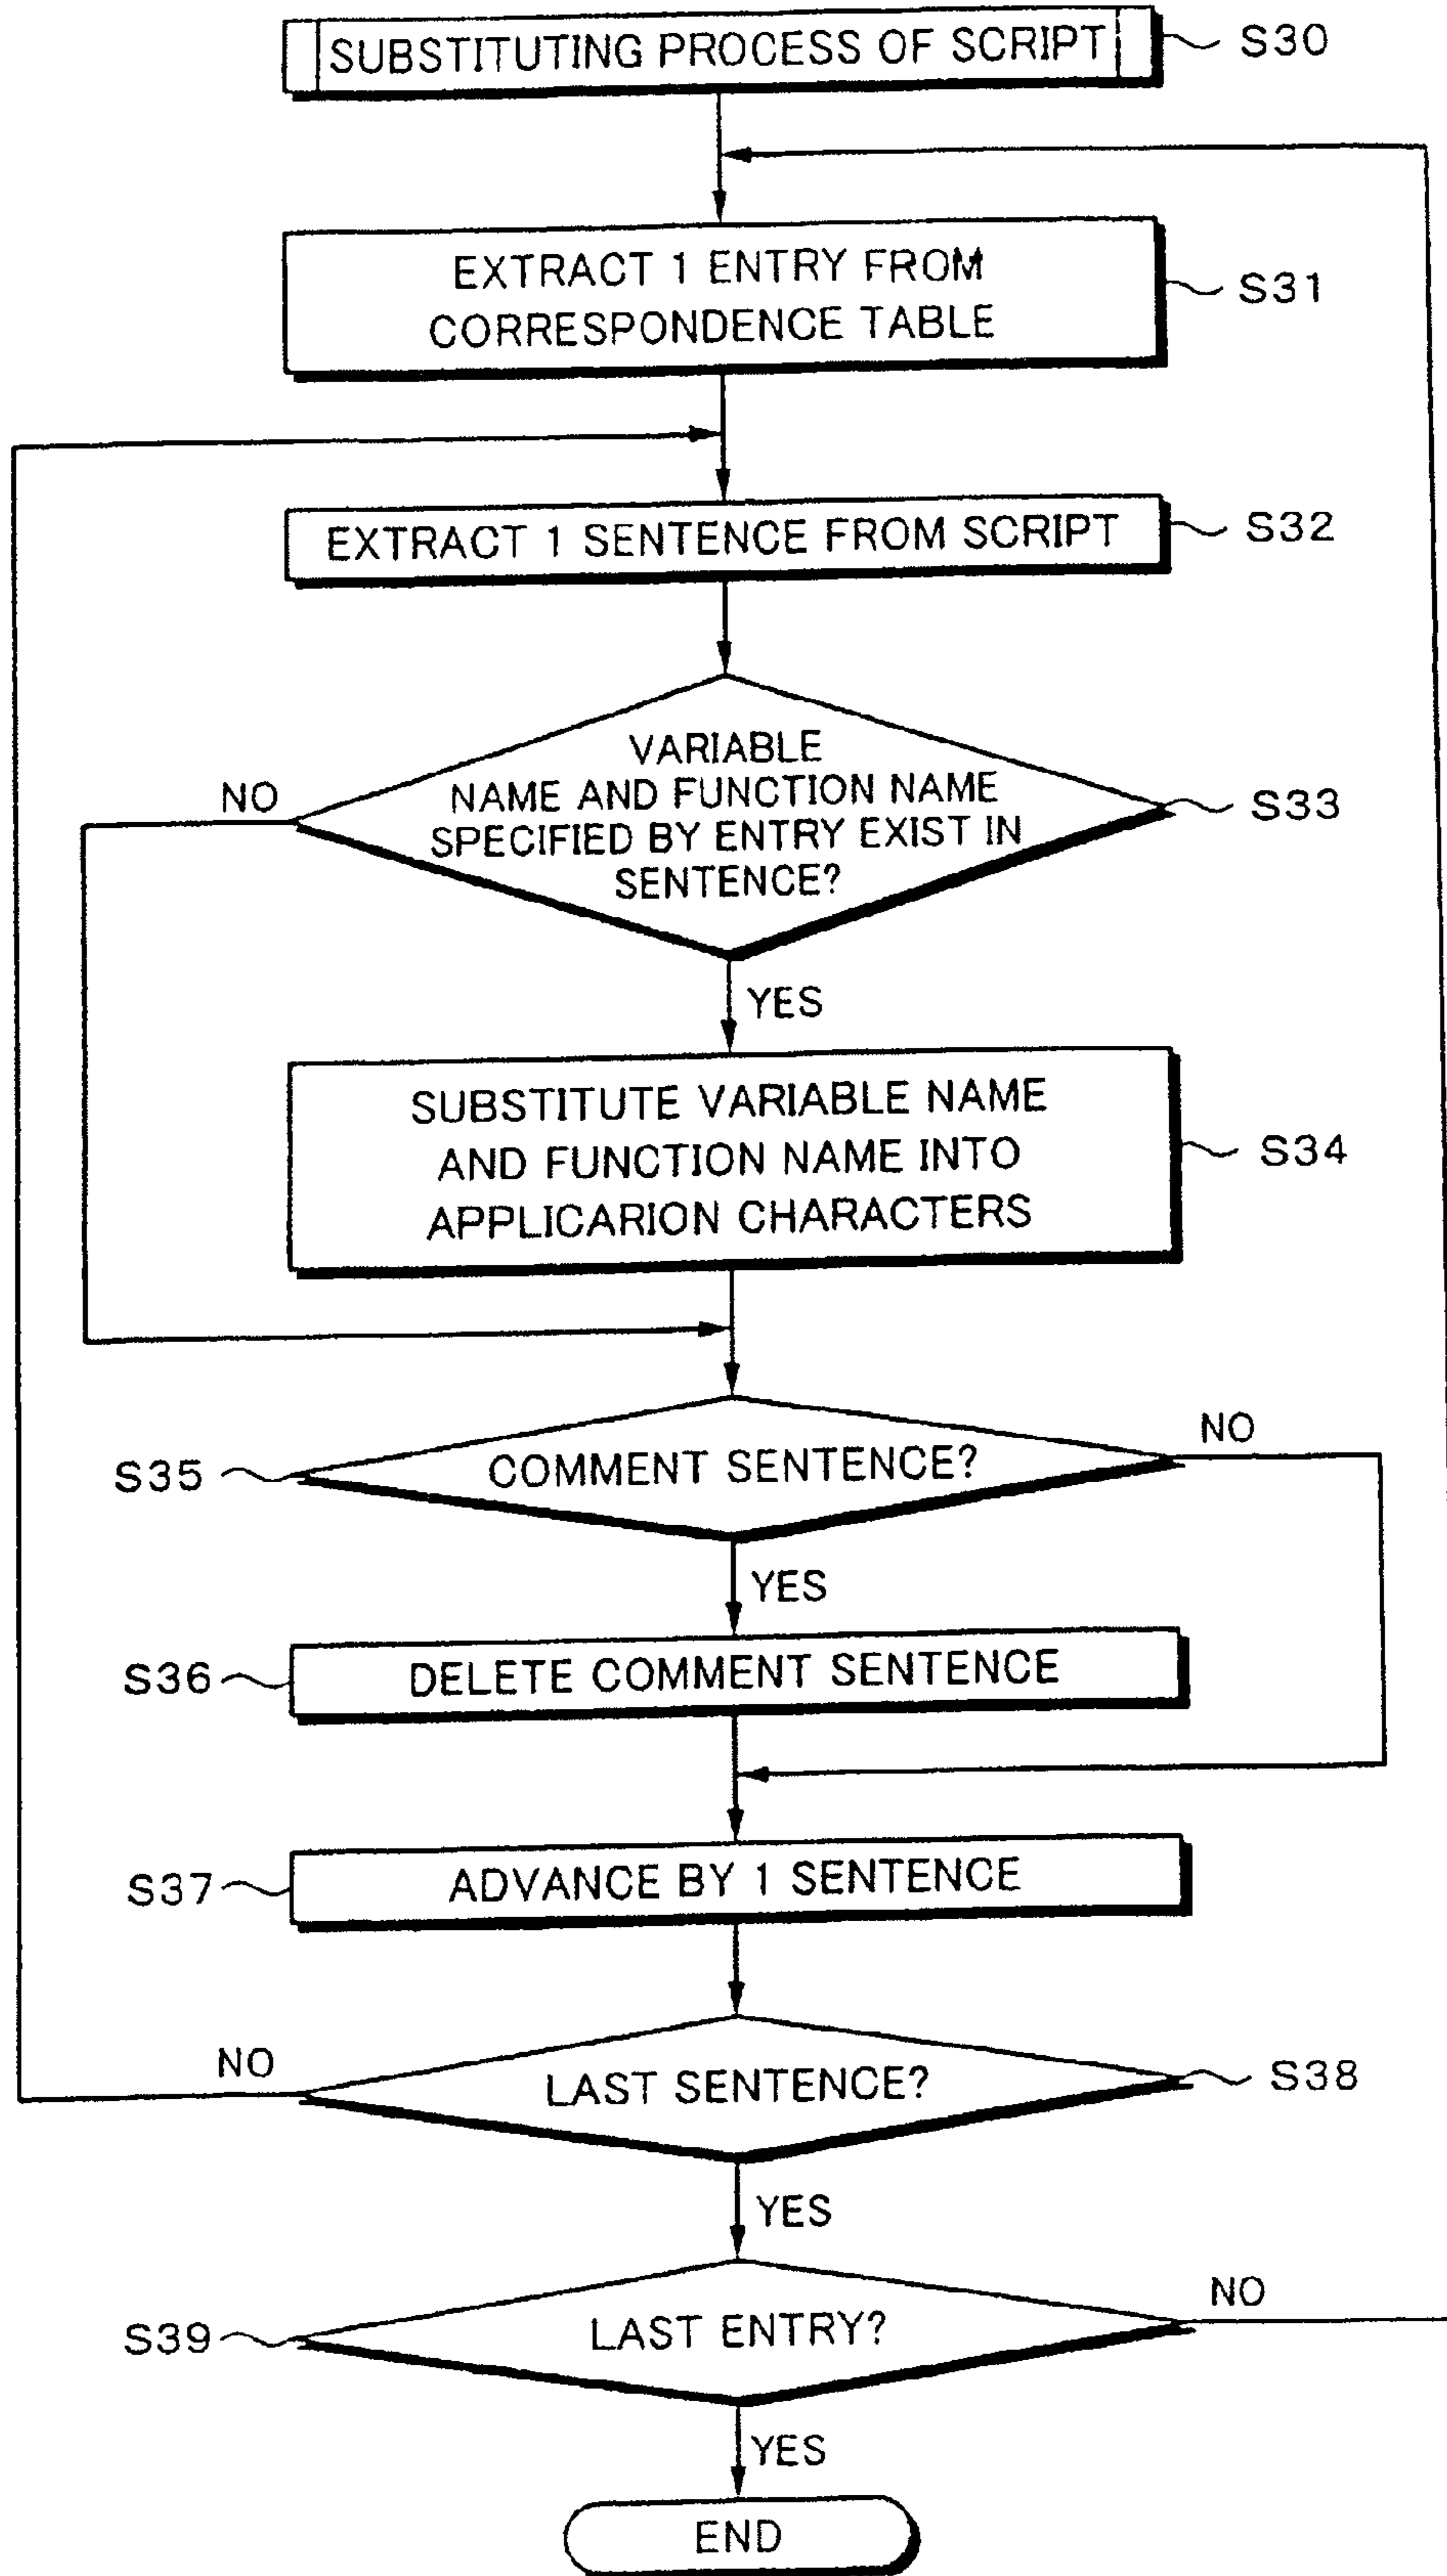 SUBSTITUTING PROCESS OF SCRIPT
S30
EXTRACT 1 ENTRY FROM
CORRESPONDENCE TABLE
S31
EXTRACT 1 SENTENCE FROM SCRIPT
S32
VARIABLE
NAME AND FUNCTION NAME
SPECIFIED BY ENTRY EXIST IN
SENTENCE?
NO
S33
YES
SUBSTITUTE VARIABLE NAME
AND FUNCTION NAME INTO
APPLICARION CHARACTERS
S34
S35
COMMENT SENTENCE?
NO
YES
S36
DELETE COMMENT SENTENCE
S37
ADVANCE BY 1 SENTENCE
NO
LAST SENTENCE?
S38
YES
S39
LAST ENTRY?
NO
YES
END